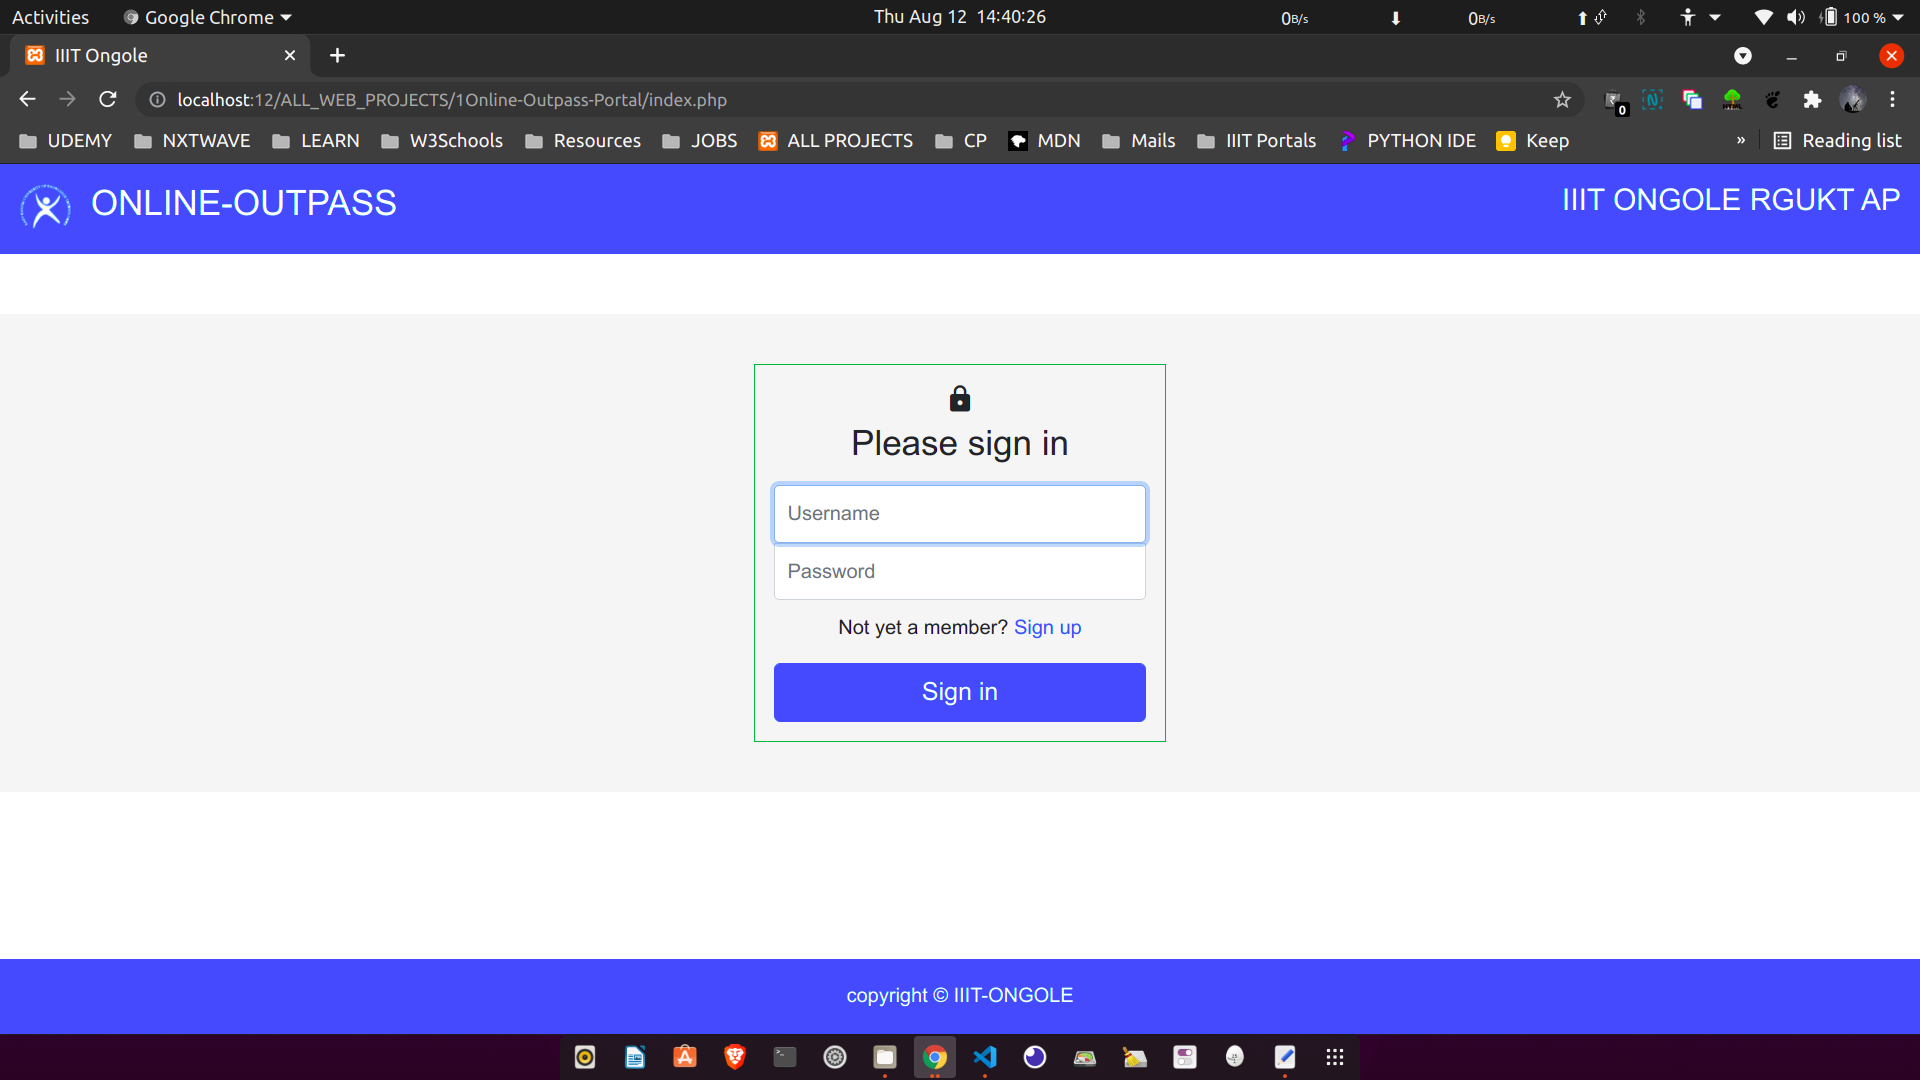 Activities Google Chrome Thu Aug 12 14:40:26 0B/s 0B/s 100 %
IIIT Ongole
localhost:12/ALL_WEB_PROJECTS/1Online-Outpass-Portal/index.php 0
UDEMY NXTWAVE LEARN W3Schools Resources JOBS ALL PROJECTS CP MDN Mails IIIT Portals PYTHON IDE Keep » Reading list
ONLINE-OUTPASS IIIT ONGOLE RGUKT AP
Please sign in
Username
Password
Not yet a member? Sign up
Sign in
copyright © IIIT-ONGOLE